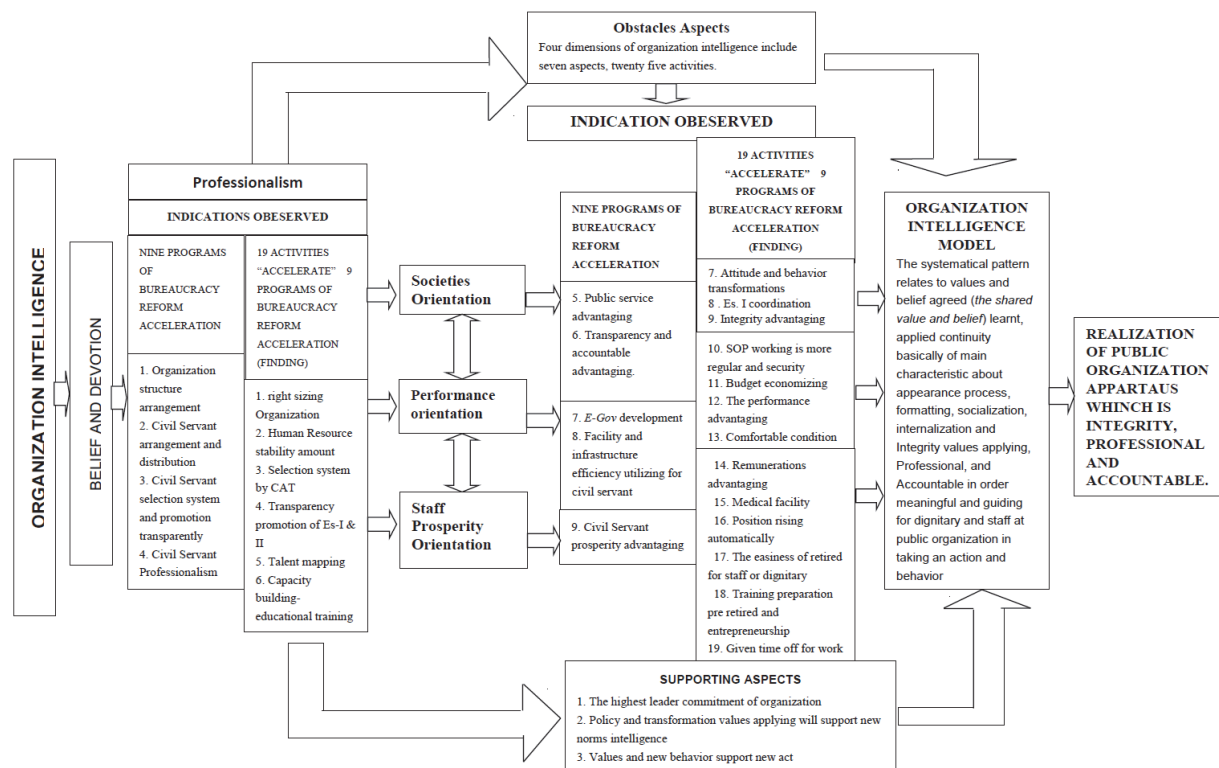 Obstacles Aspects
Four dimensions of organization intelligence include
seven aspects, twenty five activities.
INDICATION OBESERVED
ORGANIZATION INTELLIGENCE
BELIEF AND DEVOTION
Professionalism
INDICATIONS OBESERVED
NINE PROGRAMS
OF
BUREAUCRACY
REFORM
ACCELERATION
1. Organization
structure
arrangement
2. Civil Servant
arrangement and
distribution
3. Civil Servant
selection system
and promotion
transparently
4. Civil Servant
Professionalism
19 ACTIVITIES
“ACCELERATE” 9
PROGRAMS OF
BUREAUCRACY
REFORM
ACCELERATION
(FINDING)
1. right sizing
Organization
2. Human Resource
stability amount
3. Selection system
by CAT
4. Transparency
promotion of Es-I &
II
5. Talent mapping
6. Capacity
building-
educational training
Societies
Orientation
Performance
orientation
Staff
Prosperity
Orientation
NINE PROGRAMS OF
BUREAUCRACY
REFORM
ACCELERATION
5. Public service
advantaging
6. Transparency and
accountable
advantaging.
7. E-Gov development
8. Facility and
infrastructure
efficiency utilizing for
civil servant
9. Civil Servant
prosperity advantaging
19 ACTIVITIES
“ACCELERATE” 9
PROGRAMS OF
BUREAUCRACY REFORM
ACCELERATION
(FINDING)
7. Attitude and behavior
transformations
8 . Es. I coordination
9. Integrity advantaging
10. SOP working is more
regular and security
11. Budget economizing
12. The performance
advantaging
13. Comfortable condition
14. Remunerations
advantaging
15. Medical facility
16. Position rising
automatically
17. The easiness of retired
for staff or dignitary
18. Training preparation
pre retired and
entrepreneurship
19. Given time off for work
ORGANIZATION
INTELLIGENCE
MODEL
The systematical pattern
relates to values and
belief agreed (the shared
value and belief) learnt,
applied continuity
basically of main
characteristic about
appearance process,
formatting, socialization,
internalization and
Integrity values applying,
Professional, and
Accountable in order
meaningful and guiding
for dignitary and staff at
public organization in
taking an action and
behavior
REALIZATION
OF PUBLIC
ORGANIZATION
APPARTAUS
WHINCH IS
INTEGRITY,
PROFESSIONAL
AND
ACCOUNTABLE.
SUPPORTING ASPECTS
1. The highest leader commitment of organization
2. Policy and transformation values applying will support new
norms intelligence
3. Values and new behavior support new act